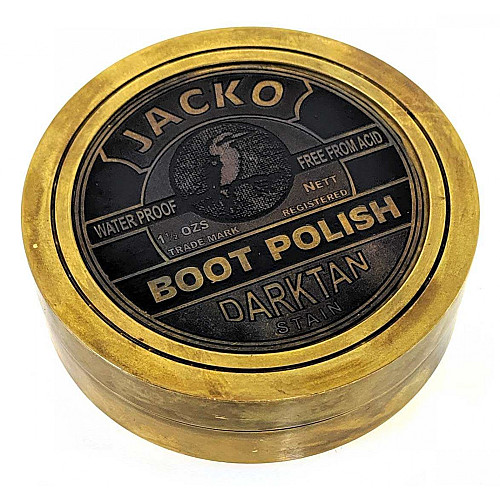 JACKO
WATER PROOF
FREE FROM ACID
1½ OZS
NETT
TRADE MARK
REGISTERED
BOOT POLISH
DARKTAN
STAIN